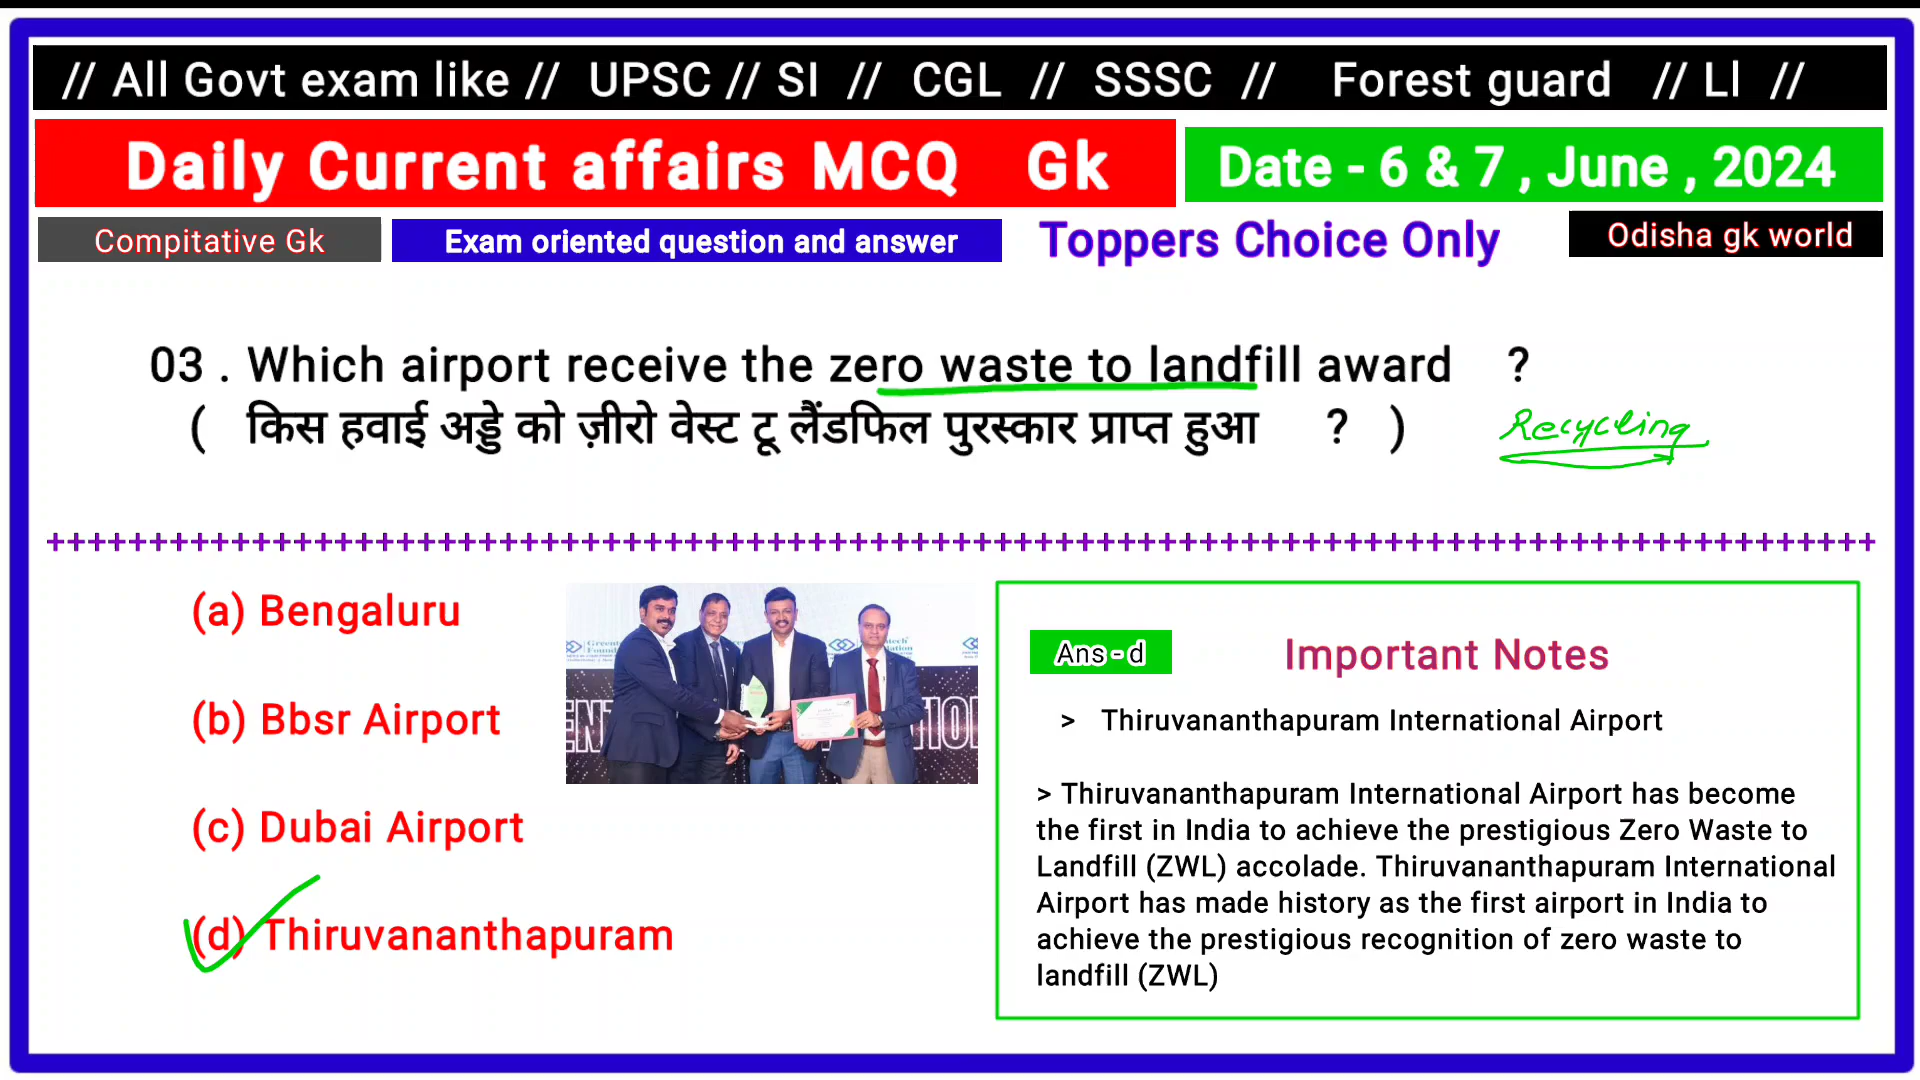 // All Govt exam like // UPSC // SI // CGL // SSSC // Forest guard // Ll //
Daily Current affairs MCQ Gk
Date - 6 & 7 , June , 2024
Compitative Gk
Exam oriented question and answer
Toppers Choice Only
Odisha gk world
03 . Which airport receive the zero waste to landfill award ?
( किस हवाई अड्डे को ज़ीरो वेस्ट टू लैंडफिल पुरस्कार प्राप्त हुआ ? )
Recycling
++++++++++++++++++++++++++++++++++++++++++++++++++++++++++++++++++++++++++++++++++++++++
(a) Bengaluru
(b) Bbsr Airport
(c) Dubai Airport
(d) Thiruvananthapuram
Ans - d
Important Notes
> Thiruvananthapuram International Airport
> Thiruvananthapuram International Airport has become
the first in India to achieve the prestigious Zero Waste to
Landfill (ZWL) accolade. Thiruvananthapuram International
Airport has made history as the first airport in India to
achieve the prestigious recognition of zero waste to
landfill (ZWL)